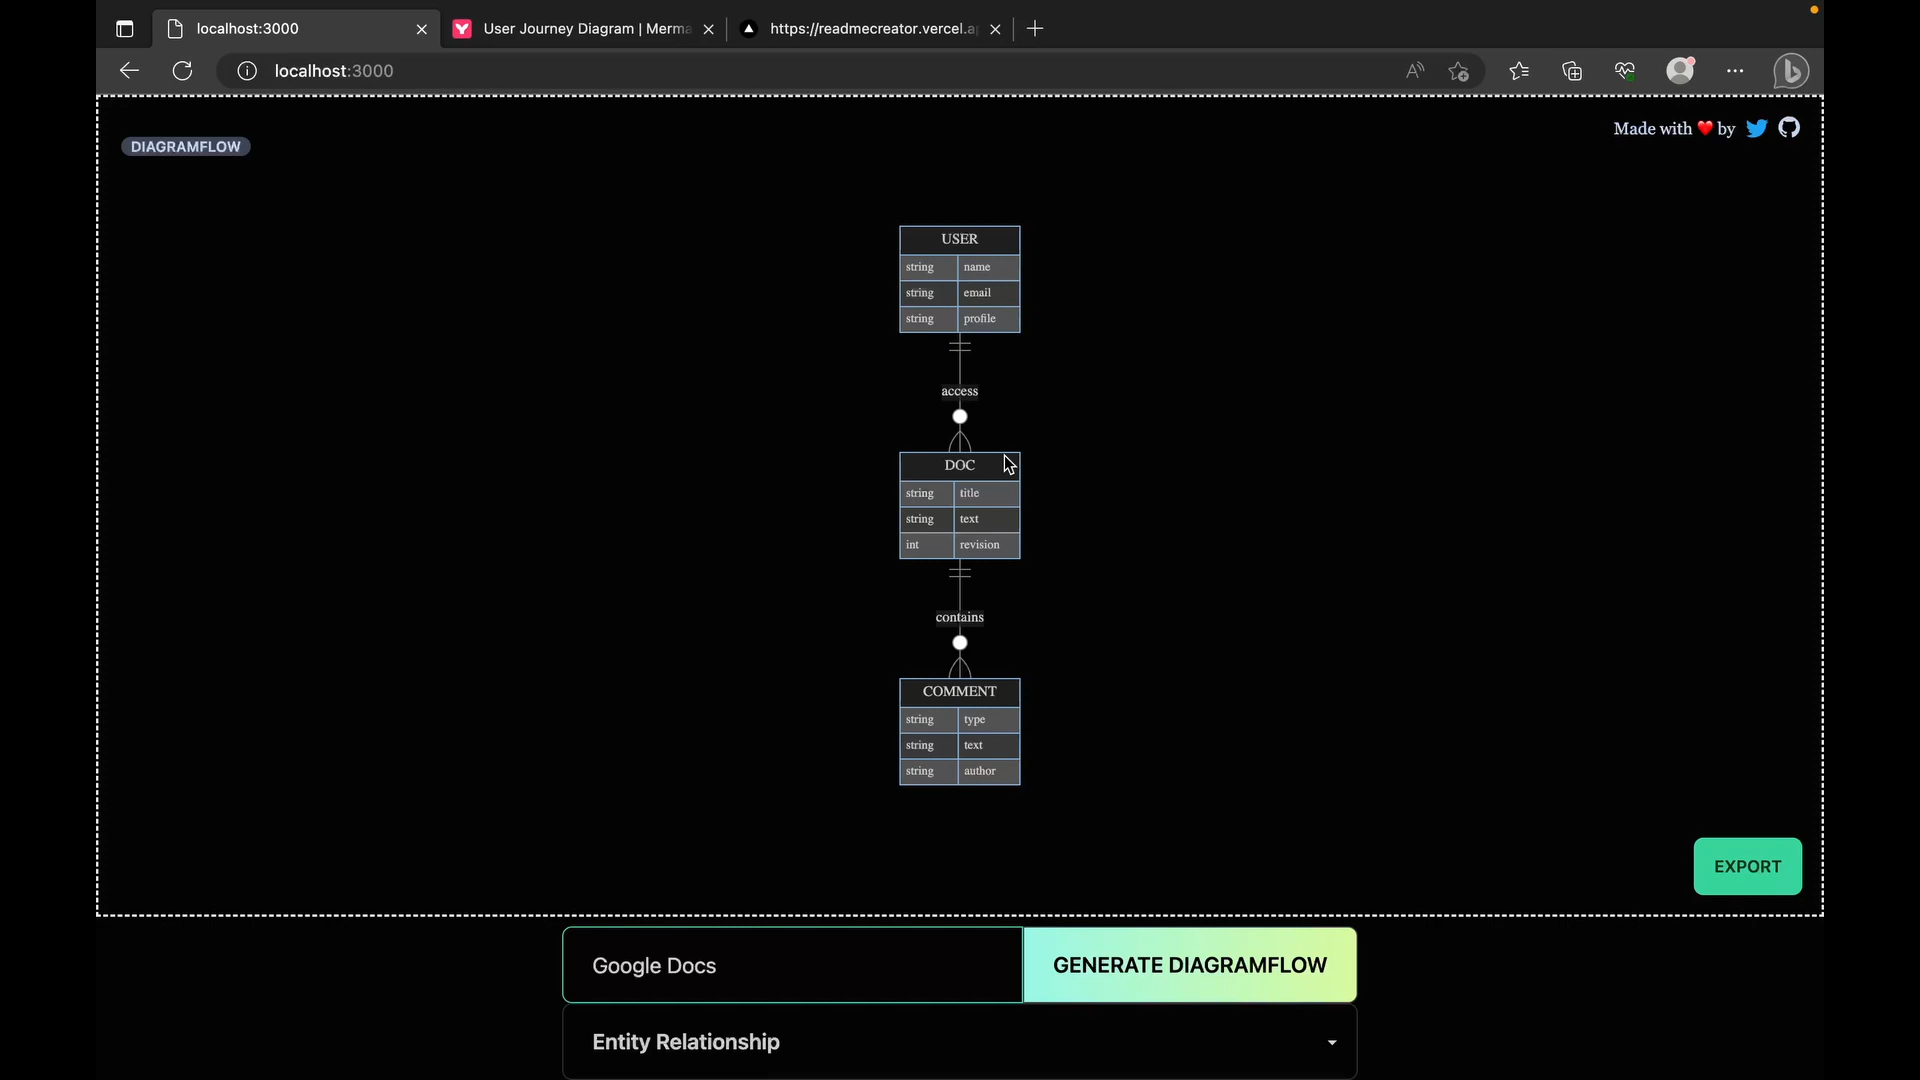 localhost:3000
User Journey Diagram | Merma
https://readmecreator.vercel.a
localhost:3000
DIAGRAMFLOW
Made with ❤️ by
USER
string name
string email
string profile
access
DOC
string title
string text
int revision
contains
COMMENT
string type
string text
string author
EXPORT
Google Docs
GENERATE DIAGRAMFLOW
Entity Relationship